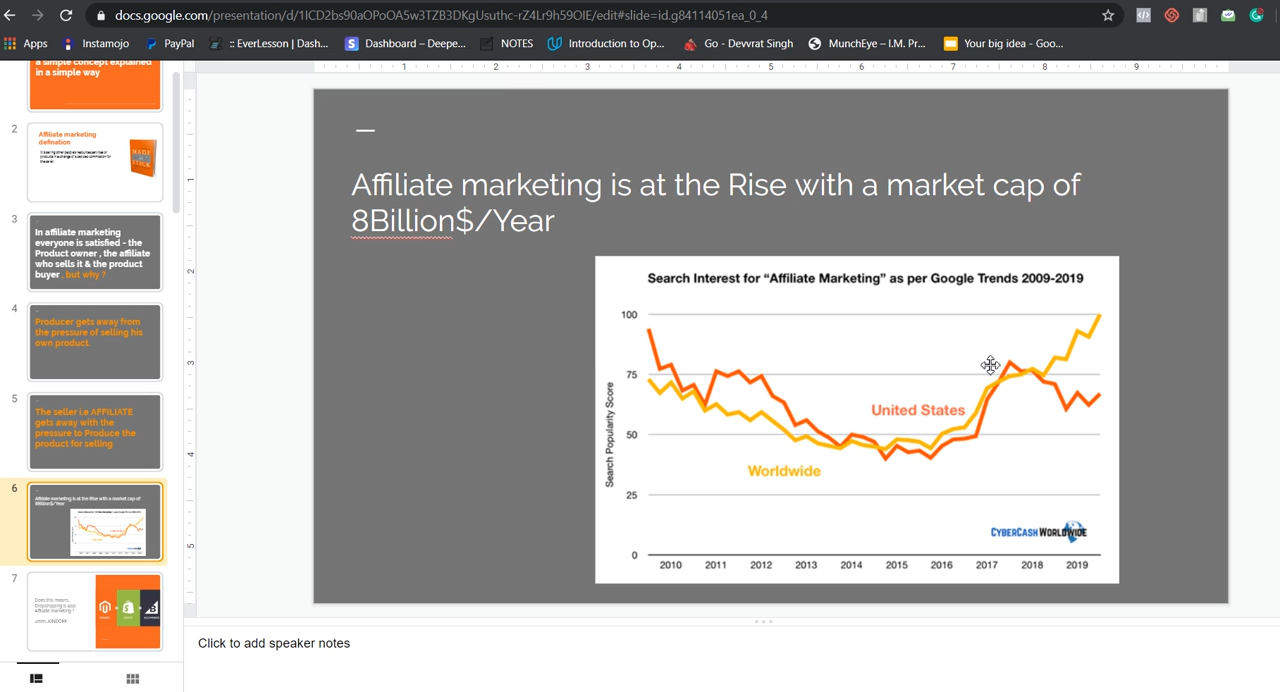 docs.google.com/presentation/d/1ICD2bs90aOPoOA5w3TZB3DKgUsuthc-rZ4Lr9h59OIE/edit#slide=id.g84114051ea_0_4
Apps Instamojo PayPal :: EverLesson | Dash... Dashboard – Deepe... NOTES Introduction to Op... Go - Devvrat Singh MunchEye – I.M. Pr... Your big idea - Goo...
1 2 3 4 5 6 7 8 9
a simple concept explained
in a simple way
2
Affiliate marketing
defination
3
In affiliate marketing
everyone is satisfied - the
Product owner , the affiliate
who sells it & the product
buyer , but why ?
4
Producer gets away from
the pressure of selling his
own product.
5
The seller i.e AFFILIATE
gets away with the
pressure to Produce the
product for selling
6
Affiliate marketing is at the Rise with a market cap of
8Billion$/Year
7
Does this means ,
Dropshipping is also
Affiliate marketing ?
umm..KINDOFF
1
2
3
4
5
Affiliate marketing is at the Rise with a market cap of
8Billion$/Year
Search Interest for “Affiliate Marketing” as per Google Trends 2009-2019
100
75
50
25
0
Search Popularity Score
United States
Worldwide
CYBERCASH WORLDWIDE
2010 2011 2012 2013 2014 2015 2016 2017 2018 2019
Click to add speaker notes